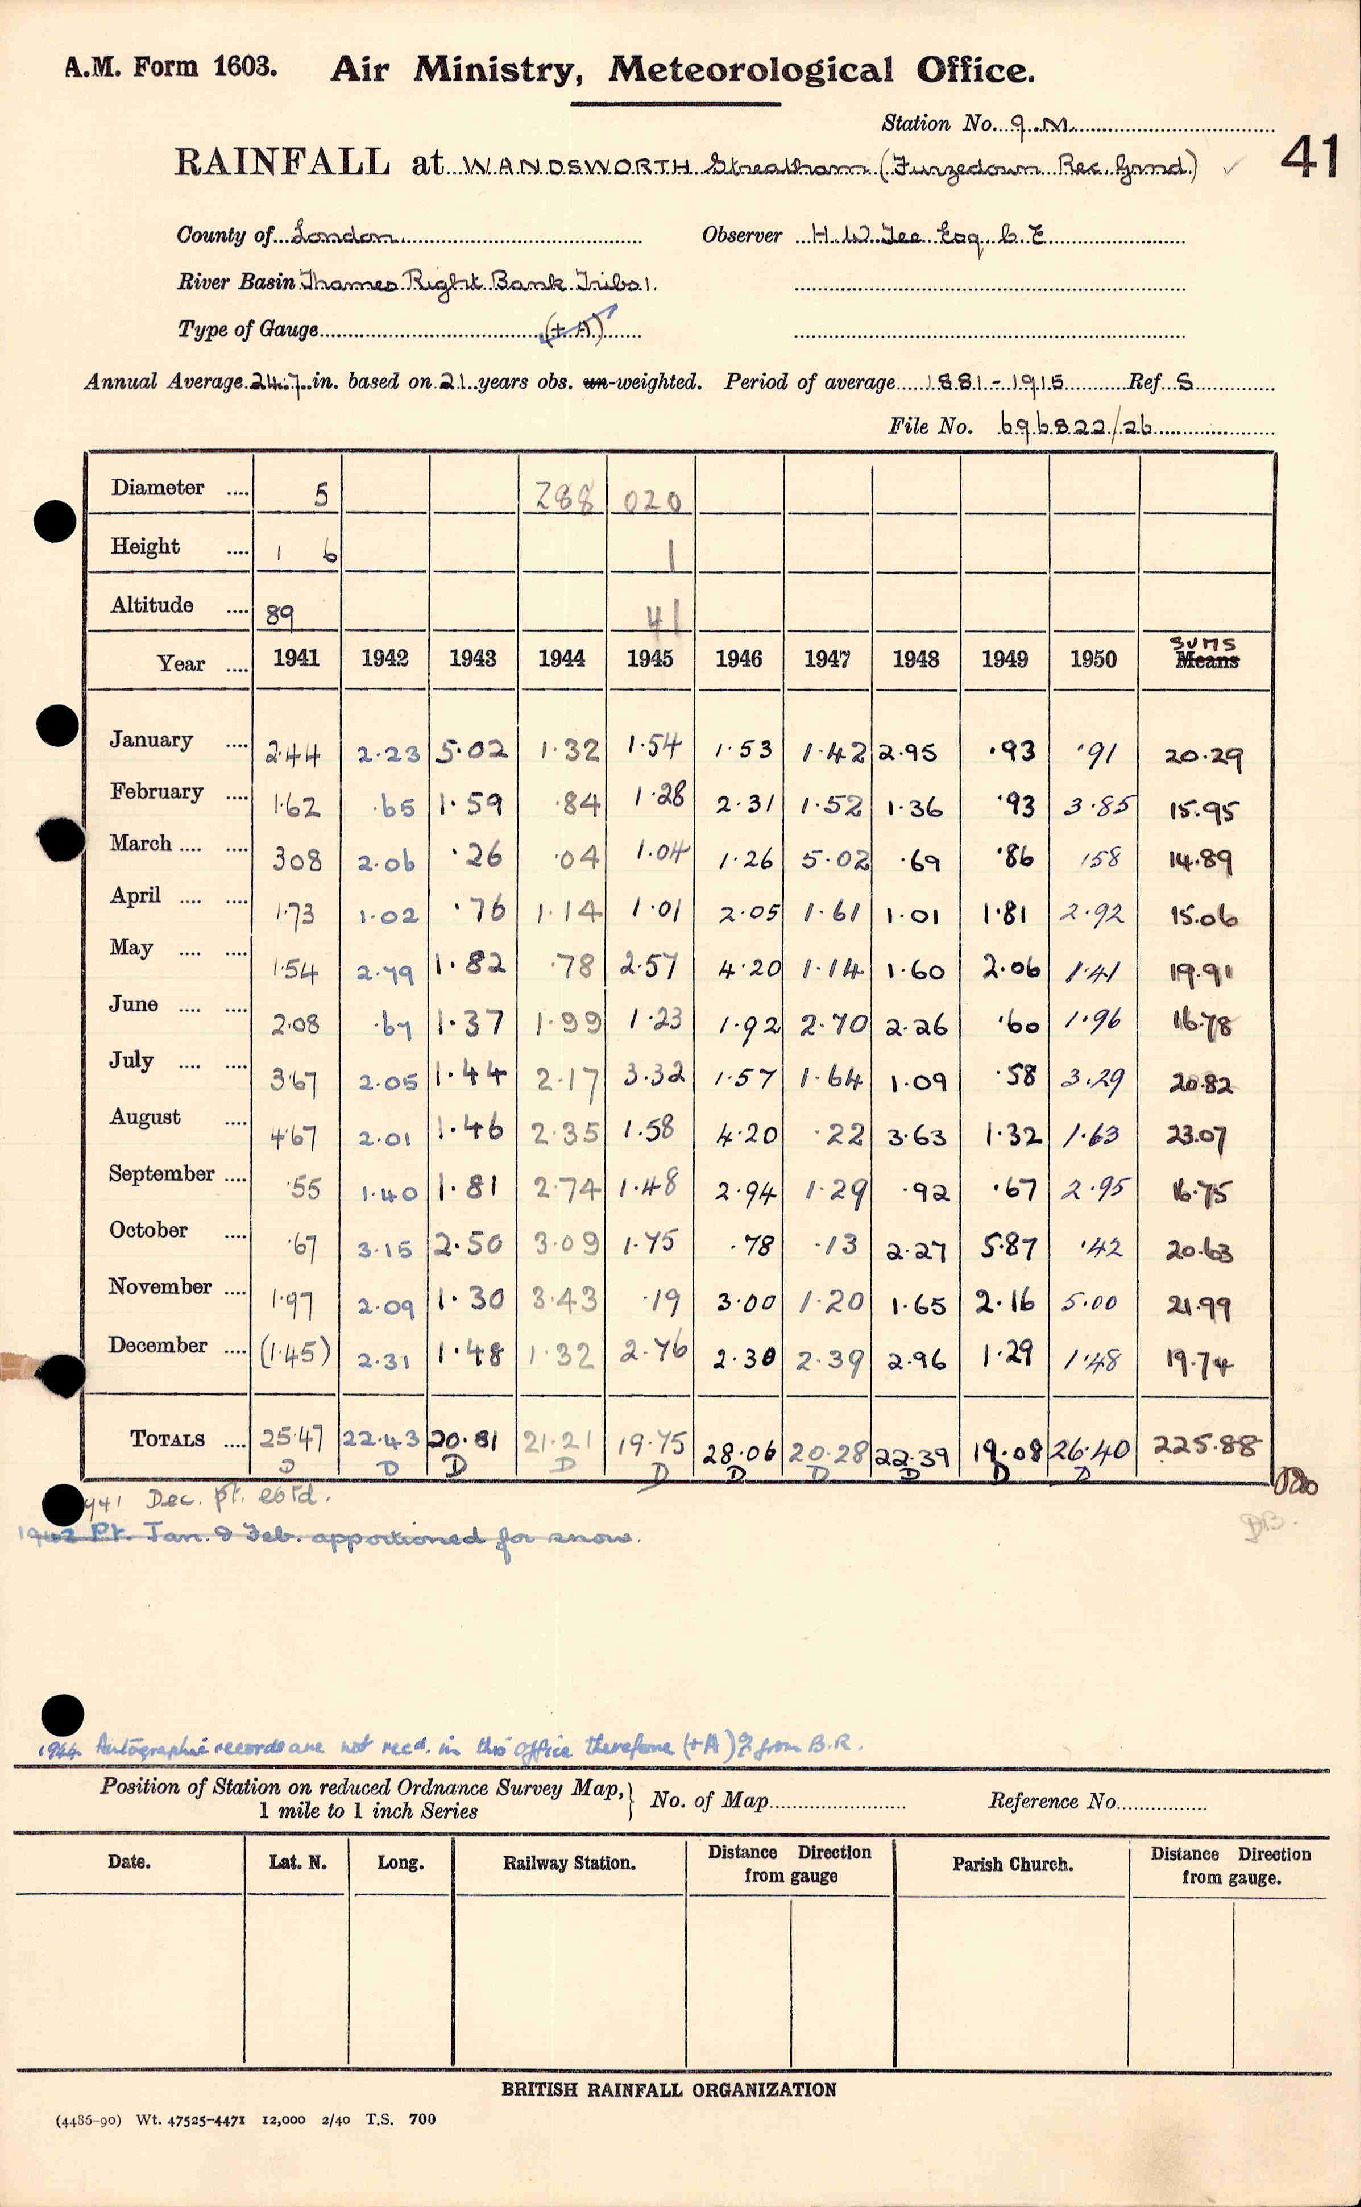 A.M. Form 1603. Air Ministry, Meteorological Office.
Station No. 9 M.
RAINFALL at WANDSWORTH Streatham (Furzedown Rec. Grnd.) ✓ 41
County of London Observer H. W. Tee Esq. C. E
River Basin Thames Right Bank Tribs 1.
Type of Gauge (+ A)
Annual Average 24.7 in. based on 21 years obs. un-weighted. Period of average 1881 - 1915 Ref S
File No. 696822/26
Diameter .... 5 288 020
Height .... 1 6 1
Altitude .... 89 41
SUMS
Year .... 1941 1942 1943 1944 1945 1946 1947 1948 1949 1950 Means
January .... 2.44 2.23 5.02 1.32 1.54 1.53 1.42 2.95 .93 .91 20.29
February .... 1.62 .65 1.59 .84 1.28 2.31 1.52 1.36 .93 3.85 15.95
March .... .... 308 2.06 .26 .04 1.04 1.26 5.02 .69 .86 .58 14.89
April .... .... 1.73 1.02 .76 1.14 1.01 2.05 1.61 1.01 1.81 2.92 15.06
May .... .... 1.54 2.79 1.82 .78 2.57 4.20 1.14 1.60 2.06 1.41 19.91
June .... .... 2.08 .67 1.37 1.99 1.23 1.92 2.70 2.26 .60 1.96 16.78
July .... .... 3.67 2.05 1.44 2.17 3.32 1.57 1.64 1.09 .58 3.29 20.82
August .... 4.67 2.01 1.46 2.35 1.58 4.20 .22 3.63 1.32 1.63 23.07
September .... .55 1.40 1.81 2.74 1.48 2.94 1.29 .92 .67 2.95 16.75
October .... .67 3.15 2.50 3.09 1.75 .78 .13 2.27 5.87 .42 20.63
November .... 1.97 2.09 1.30 3.43 .19 3.00 1.20 1.65 2.16 5.00 21.99
December .... (1.45) 2.31 1.48 1.32 2.76 2.30 2.39 2.96 1.29 1.48 19.74
TOTALS .... 25.47 22.43 20.81 21.21 19.75 28.06 20.28 22.39 19.08 26.40 225.88
D D D D D D D D D D
1941 Dec. pt. estd.
DB.
1942 Pt. Jan. & Feb. apportioned for snow.
1944 Autographic records are not recd. in this office therefore (+A) ? from B.R.
Position of Station on reduced Ordnance Survey Map, 1 mile to 1 inch Series } No. of Map Reference No.
Date. Lat. N. Long. Railway Station. Distance Direction from gauge Parish Church. Distance Direction from gauge.
BRITISH RAINFALL ORGANIZATION
(4486-90) Wt. 47525-4471 12,000 2/40 T.S. 700